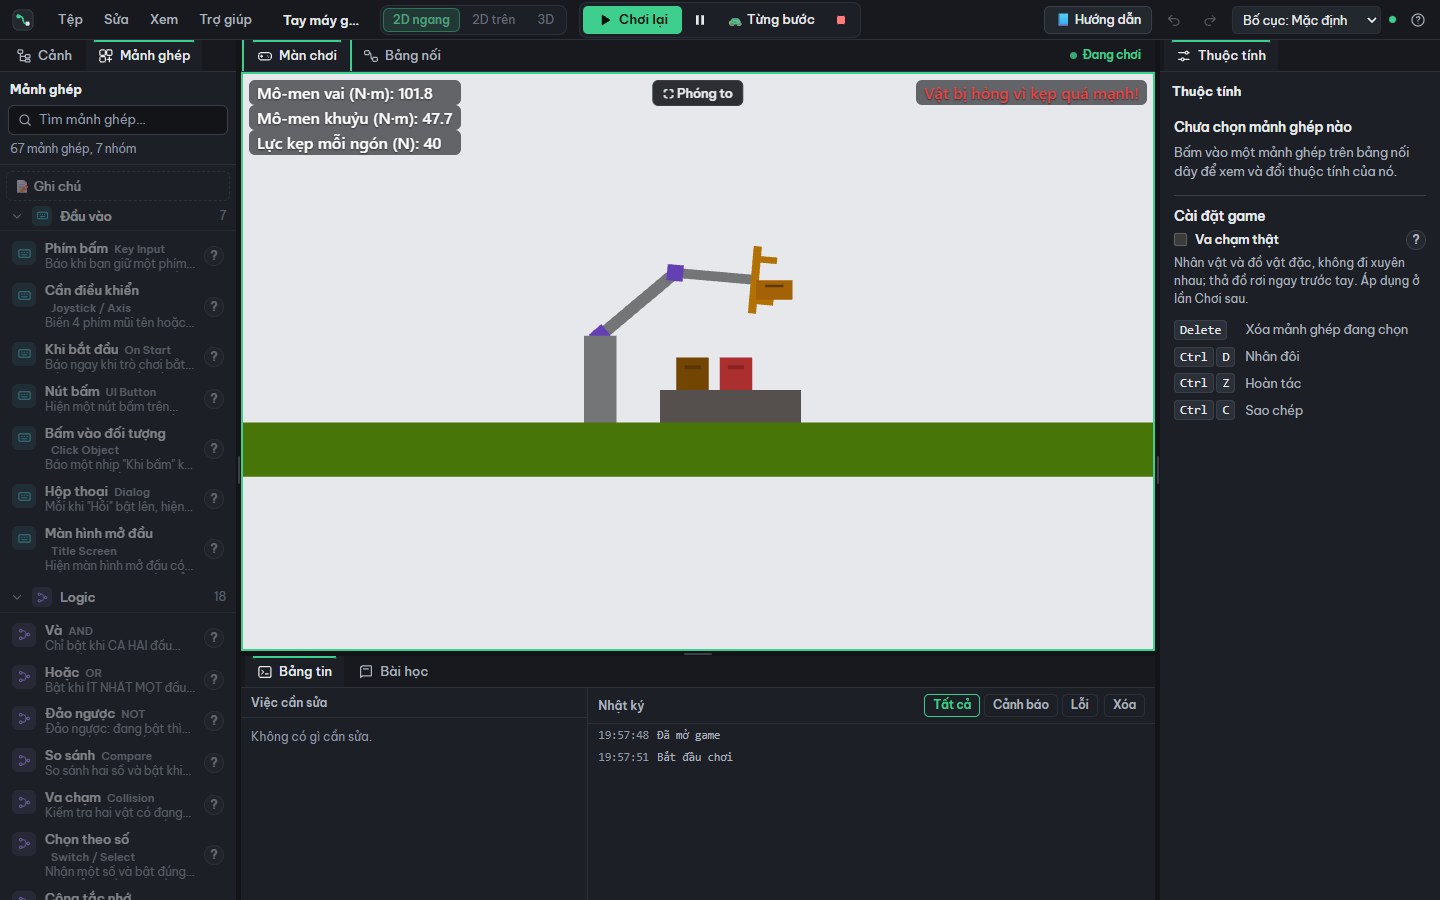 Tệp Sửa Xem Trợ giúp Tay máy g... 2D ngang 2D trên 3D Chơi lại Từng bước Hướng dẫn Bố cục: Mặc định
Cảnh Mảnh ghép
Mảnh ghép
Tìm mảnh ghép...
67 mảnh ghép, 7 nhóm
Ghi chú
Đầu vào 7
Phím bấm Key Input
Báo khi bạn giữ một phím...
Cần điều khiển
Joystick / Axis
Biến 4 phím mũi tên hoặc...
Khi bắt đầu On Start
Báo ngay khi trò chơi bắt...
Nút bấm UI Button
Hiện một nút bấm trên...
Bấm vào đối tượng
Click Object
Báo một nhịp "Khi bấm" k...
Hộp thoại Dialog
Mỗi khi "Hỏi" bật lên, hiện...
Màn hình mở đầu
Title Screen
Hiện màn hình mở đầu có...
Logic 18
Và AND
Chỉ bật khi CẢ HAI đầu...
Hoặc OR
Bật khi ÍT NHẤT MỘT đầu...
Đảo ngược NOT
Đảo ngược: đang bật thì...
So sánh Compare
So sánh hai số và bật khi...
Va chạm Collision
Kiểm tra hai vật có đang...
Chọn theo số
Switch / Select
Nhận một số và bật đúng...
Công tắc nhớ
Màn chơi Bảng nối Đang chơi
Mô-men vai (N·m): 101.8
Mô-men khuỷu (N·m): 47.7
Lực kẹp mỗi ngón (N): 40
Phóng to
Vật bị hỏng vì kẹp quá mạnh!
Bảng tin Bài học
Việc cần sửa
Không có gì cần sửa.
Nhật ký Tất cả Cảnh báo Lỗi Xóa
19:57:48 Đã mở game
19:57:51 Bắt đầu chơi
Thuộc tính
Thuộc tính
Chưa chọn mảnh ghép nào
Bấm vào một mảnh ghép trên bảng nối
dây để xem và đổi thuộc tính của nó.
Cài đặt game
Va chạm thật ?
Nhân vật và đồ vật đặc, không đi xuyên
nhau; thả đồ rơi ngay trước tay. Áp dụng ở
lần Chơi sau.
Delete Xóa mảnh ghép đang chọn
Ctrl D Nhân đôi
Ctrl Z Hoàn tác
Ctrl C Sao chép